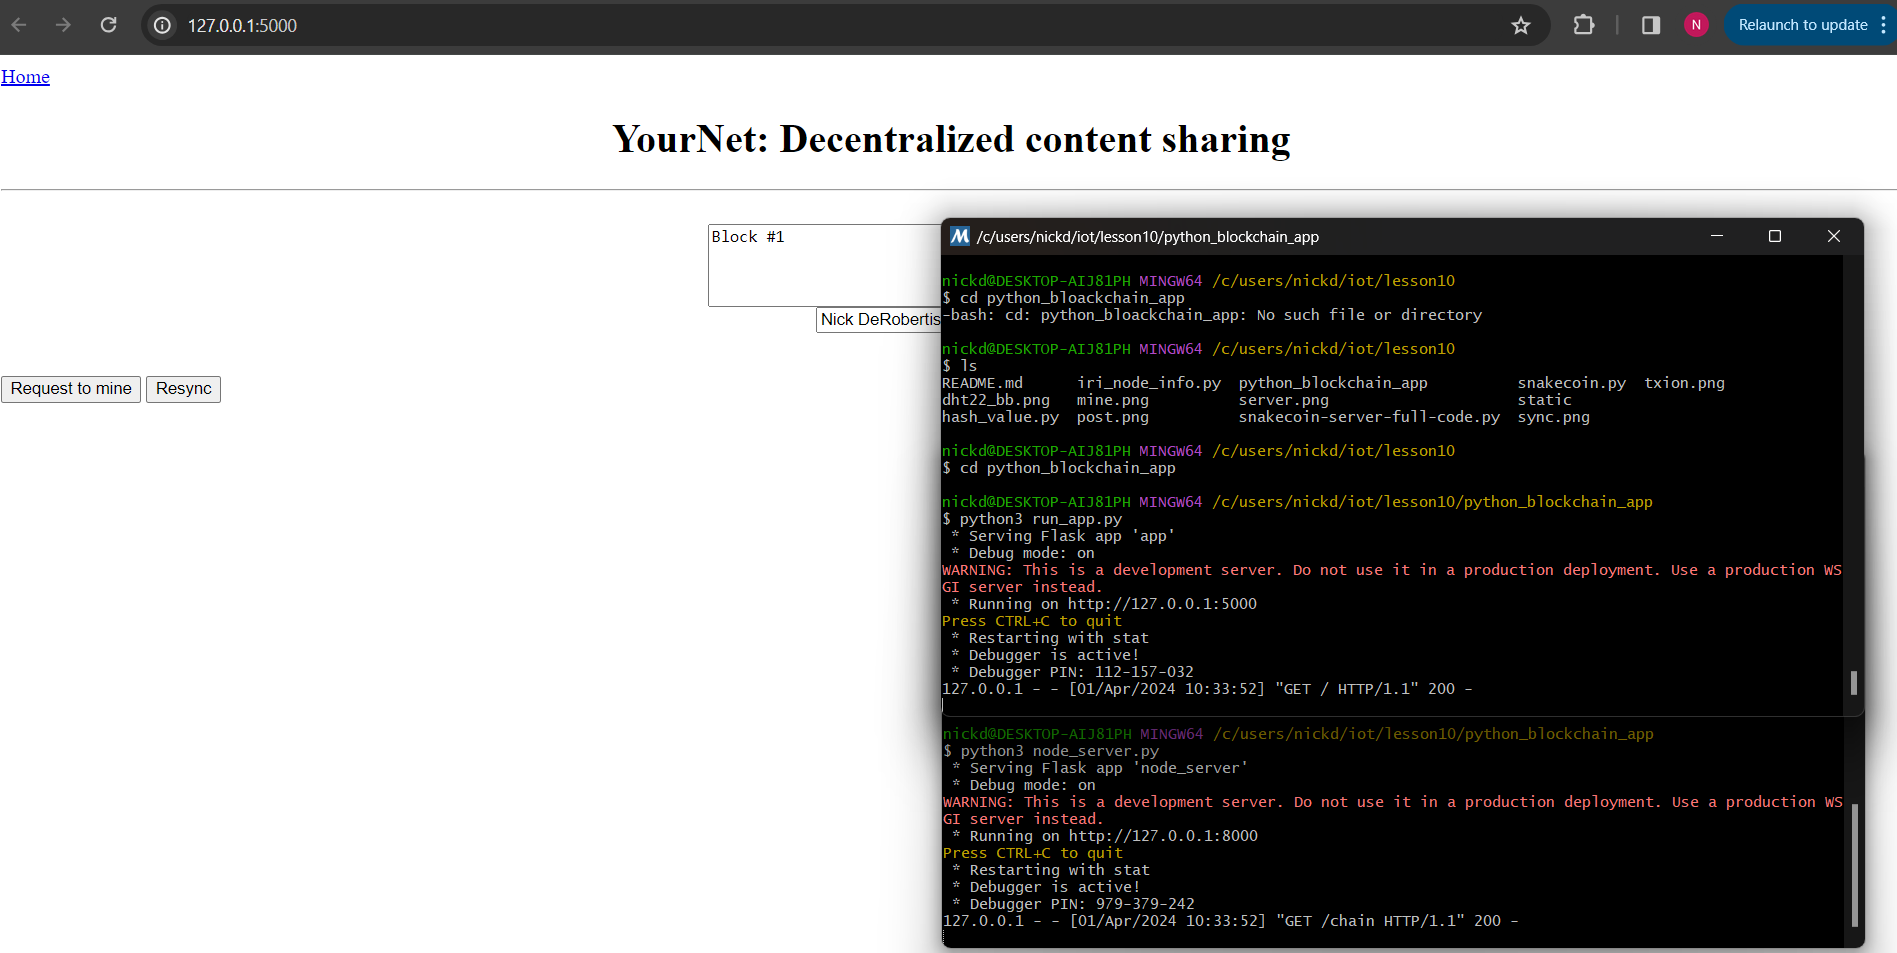 127.0.0.1:5000
N
Relaunch to update
Home
YourNet: Decentralized content sharing
Block #1
Nick DeRobertis
Request to mine
Resync
/c/users/nickd/iot/lesson10/python_blockchain_app
nickd@DESKTOP-AIJ81PH MINGW64 /c/users/nickd/iot/lesson10
$ cd python_bloackchain_app
-bash: cd: python_bloackchain_app: No such file or directory
nickd@DESKTOP-AIJ81PH MINGW64 /c/users/nickd/iot/lesson10
$ ls
README.md      iri_node_info.py  python_blockchain_app          snakecoin.py  txion.png
dht22_bb.png   mine.png          server.png                     static
hash_value.py  post.png          snakecoin-server-full-code.py  sync.png
nickd@DESKTOP-AIJ81PH MINGW64 /c/users/nickd/iot/lesson10
$ cd python_blockchain_app
nickd@DESKTOP-AIJ81PH MINGW64 /c/users/nickd/iot/lesson10/python_blockchain_app
$ python3 run_app.py
 * Serving Flask app 'app'
 * Debug mode: on
WARNING: This is a development server. Do not use it in a production deployment. Use a production WS
GI server instead.
 * Running on http://127.0.0.1:5000
Press CTRL+C to quit
 * Restarting with stat
 * Debugger is active!
 * Debugger PIN: 112-157-032
127.0.0.1 - - [01/Apr/2024 10:33:52] "GET / HTTP/1.1" 200 -
nickd@DESKTOP-AIJ81PH MINGW64 /c/users/nickd/iot/lesson10/python_blockchain_app
$ python3 node_server.py
 * Serving Flask app 'node_server'
 * Debug mode: on
WARNING: This is a development server. Do not use it in a production deployment. Use a production WS
GI server instead.
 * Running on http://127.0.0.1:8000
Press CTRL+C to quit
 * Restarting with stat
 * Debugger is active!
 * Debugger PIN: 979-379-242
127.0.0.1 - - [01/Apr/2024 10:33:52] "GET /chain HTTP/1.1" 200 -